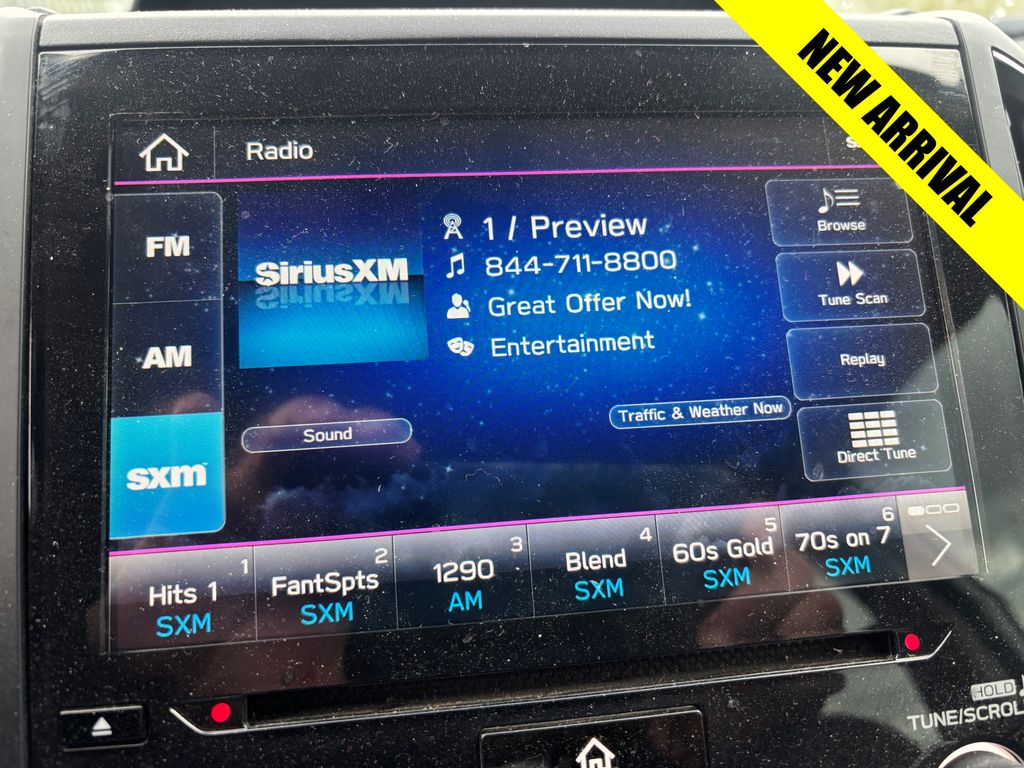 NEW ARRIVAL
Radio
FM
AM
sxm
SiriusXM
1 / Preview
844-711-8800
Great Offer Now!
Entertainment
Sound
Traffic & Weather Now
Browse
Tune Scan
Replay
Direct Tune
1
Hits 1
SXM
2
FantSpts
SXM
3
1290
AM
4
Blend
SXM
5
60s Gold
SXM
6
70s on 7
SXM
HOLD
TUNE/SCROLL